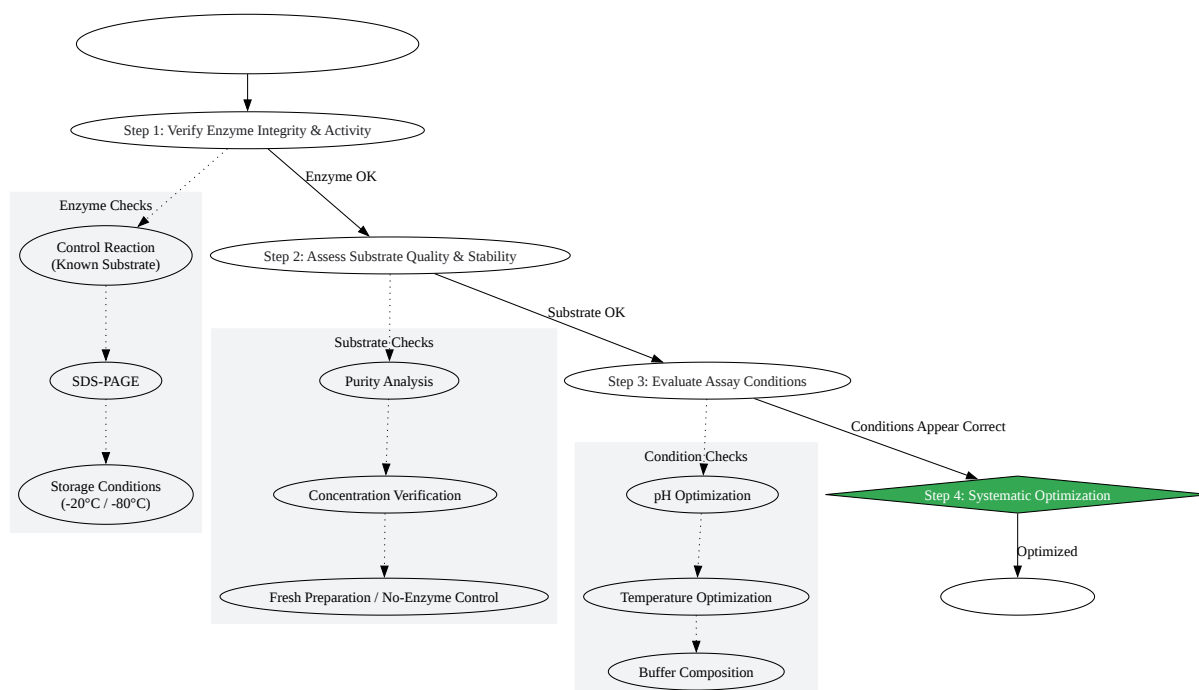 Step 1: Verify Enzyme Integrity & Activity
Enzyme OK
Enzyme Checks
Control Reaction
(Known Substrate)
SDS-PAGE
Storage Conditions
(-20°C / -80°C)
Step 2: Assess Substrate Quality & Stability
Substrate OK
Substrate Checks
Purity Analysis
Concentration Verification
Fresh Preparation / No-Enzyme Control
Step 3: Evaluate Assay Conditions
Conditions Appear Correct
Condition Checks
pH Optimization
Temperature Optimization
Buffer Composition
Step 4: Systematic Optimization
Optimized